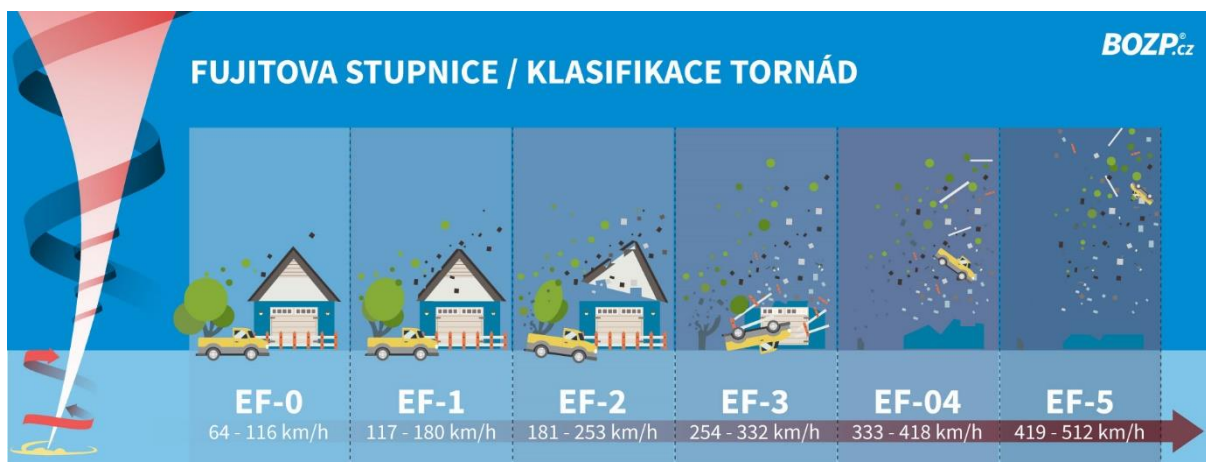 BOZP.cz®
FUJITOVA STUPNICE / KLASIFIKACE TORNÁD
EF-0
64 - 116 km/h
EF-1
117 - 180 km/h
EF-2
181 - 253 km/h
EF-3
254 - 332 km/h
EF-04
333 - 418 km/h
EF-5
419 - 512 km/h